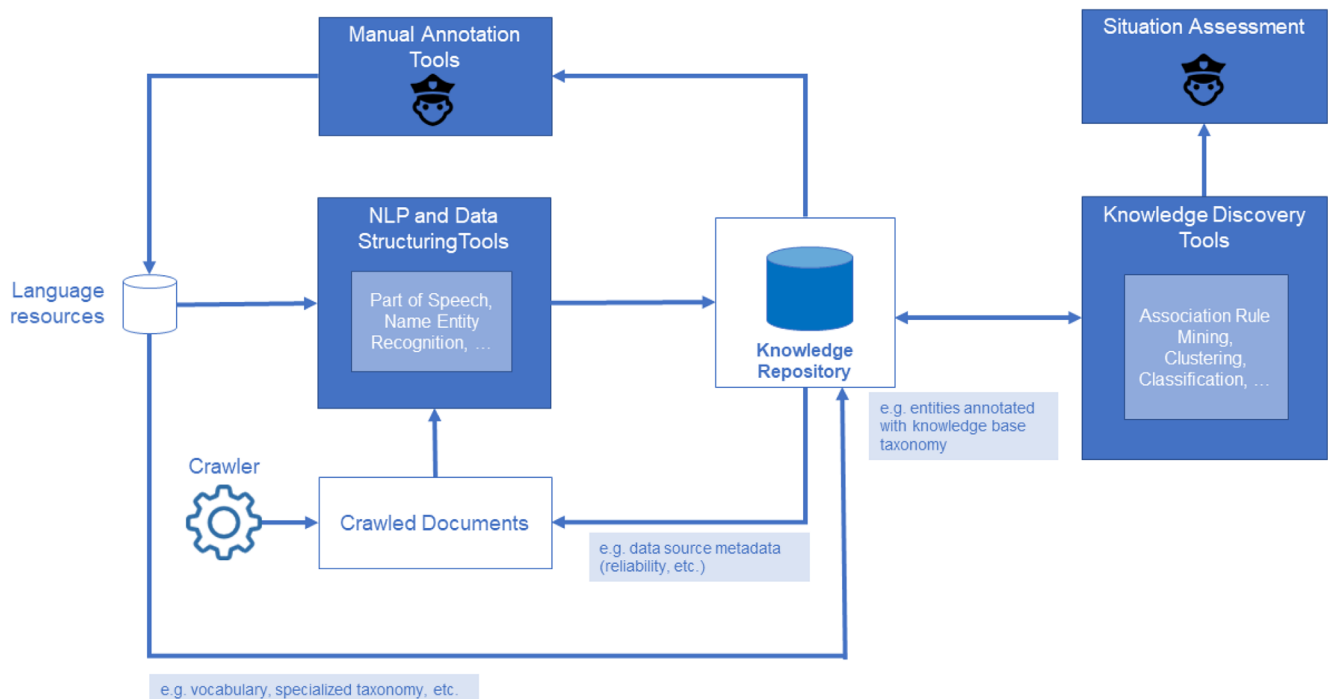 Manual Annotation
Tools
Situation Assessment
NLP and Data
StructuringTools
Part of Speech,
Name Entity
Recognition, …
Language
resources
Knowledge
Repository
Knowledge Discovery
Tools
Association Rule
Mining,
Clustering,
Classification, …
e.g. entities annotated
with knowledge base
taxonomy
Crawler
Crawled Documents
e.g. data source metadata
(reliability, etc.)
e.g. vocabulary, specialized taxonomy, etc.